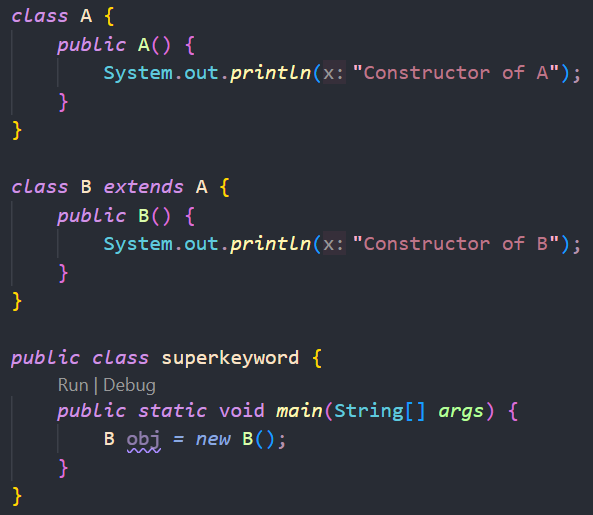 class A {
public A() {
System.out.println(x: "Constructor of A");
}
}
class B extends A {
public B() {
System.out.println(x: "Constructor of B");
}
}
public class superkeyword {
Run | Debug
public static void main(String[] args) {
B obj = new B();
}
}